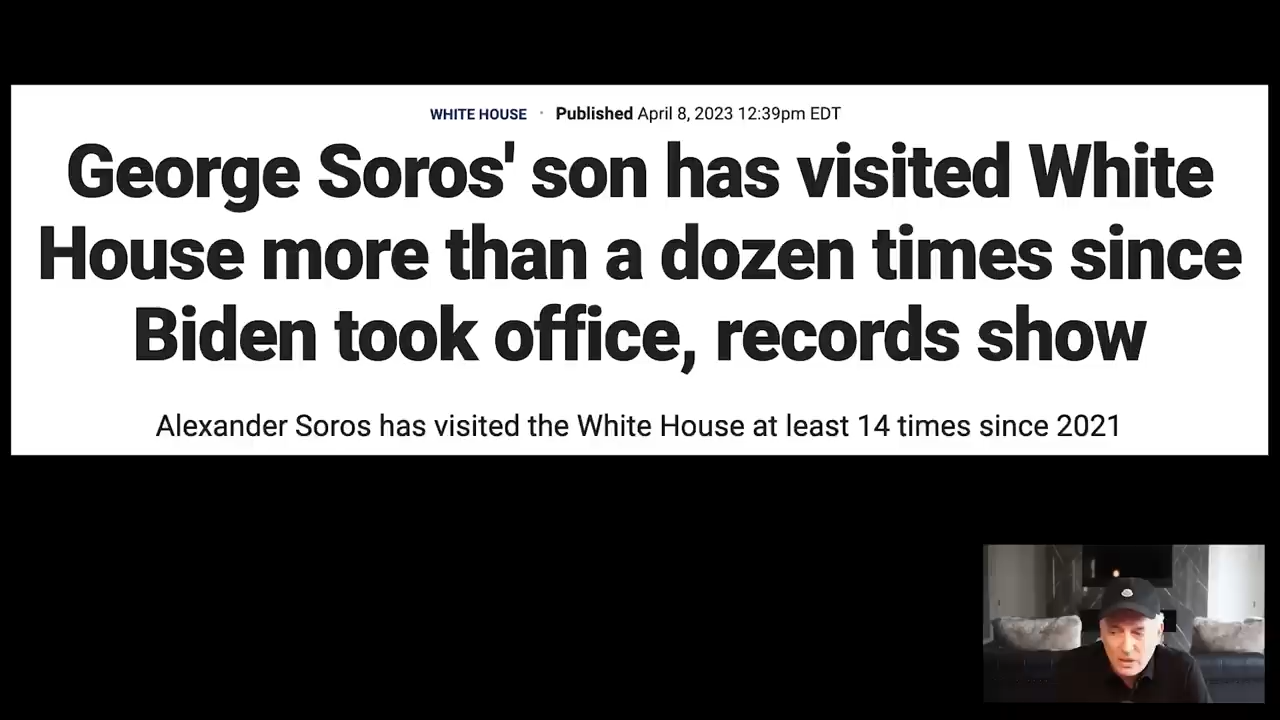 WHITE HOUSE · Published April 8, 2023 12:39pm EDT
George Soros' son has visited White
House more than a dozen times since
Biden took office, records show
Alexander Soros has visited the White House at least 14 times since 2021